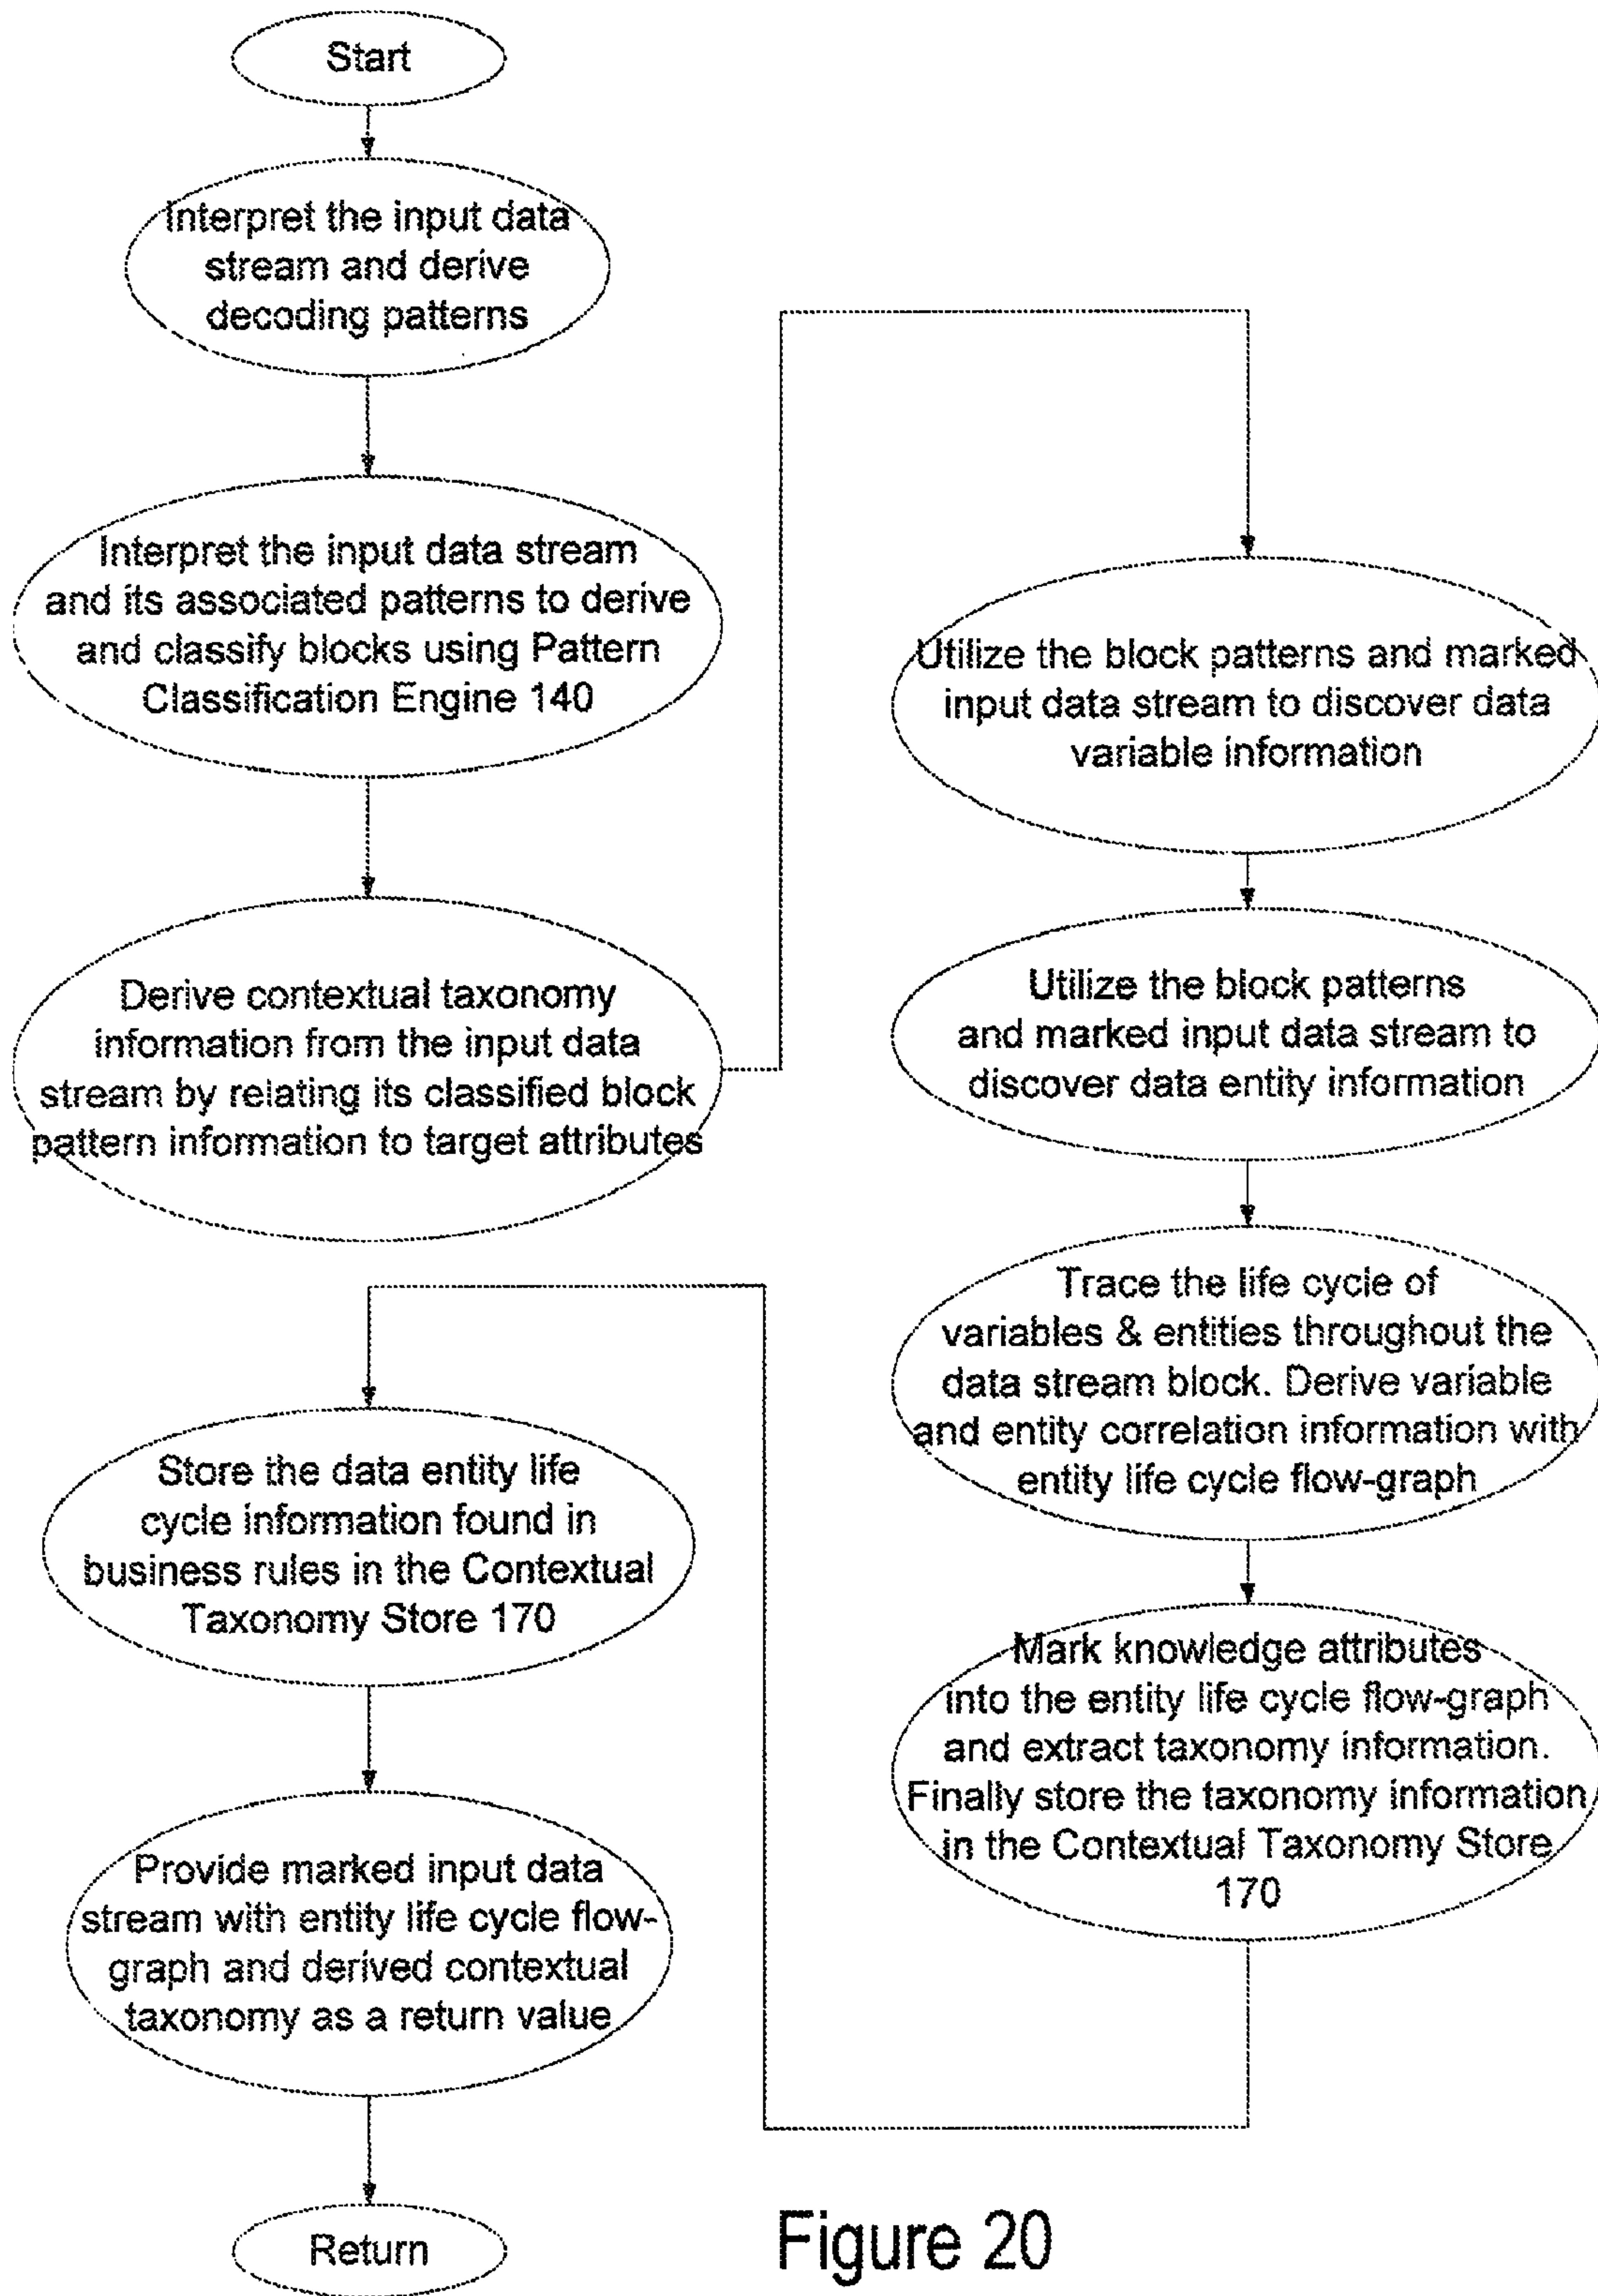 Start
Interpret the input data
stream and derive
decoding patterns
Interpret the input data stream
and its associated patterns to derive
and classify blocks using Pattern
Classification Engine 140
Derive contextual taxonomy
information from the input data
stream by relating its classified block
pattern information to target attributes
Utilize the block patterns and marked
input data stream to discover data
variable information
Utilize the block patterns
and marked input data stream to
discover data entity information
Trace the life cycle of
variables & entities throughout the
data stream block. Derive variable
and entity correlation information with
entity life cycle flow-graph
Mark knowledge attributes
into the entity life cycle flow-graph
and extract taxonomy information.
Finally store the taxonomy information
in the Contextual Taxonomy Store
170
Store the data entity life
cycle information found in
business rules in the Contextual
Taxonomy Store 170
Provide marked input data
stream with entity life cycle flow-
graph and derived contextual
taxonomy as a return value
Return
Figure 20